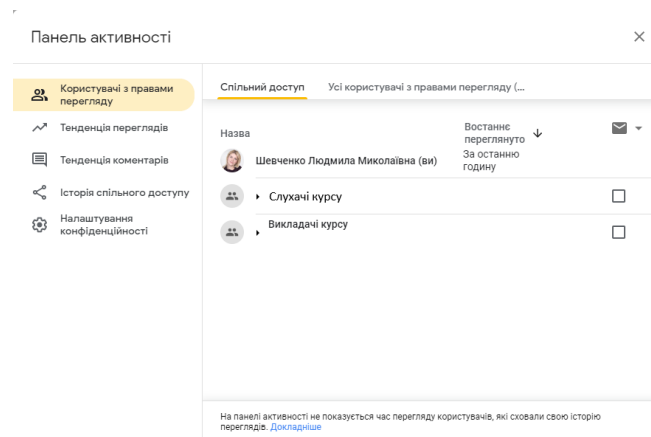 Панель активності
Користувачі з правами
перегляду
Тенденція переглядів
Тенденція коментарів
Історія спільного доступу
Налаштування
конфіденційності
Спільний доступ
Усі користувачі з правами перегляду (...
Назва
Востаннє
переглянуто
Шевченко Людмила Миколаївна (ви)
За останню
годину
Слухачі курсу
Викладачі курсу
На панелі активності не показується час перегляду користувачів, які сховали свою історію
переглядів. Докладніше